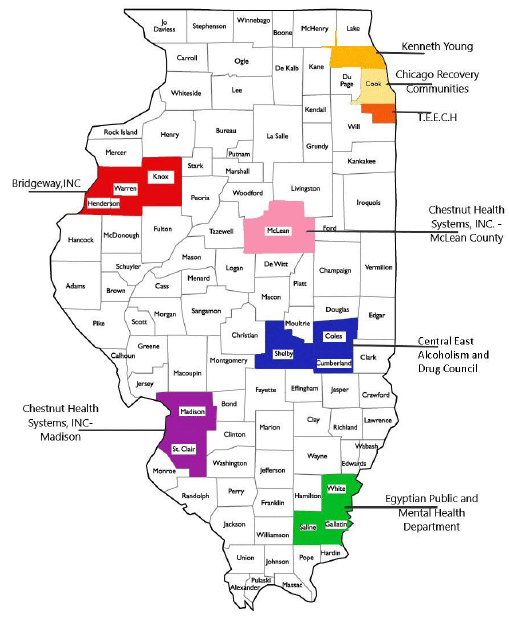 Jo
Daviess
Stephenson
Winnebago
Boone
McHenry
Lake
Carroll
Ogle
De Kalb
Kane
Kenneth Young
Du
Page
Cook
Chicago Recovery
Communities
Whiteside
Lee
Kendall
Will
T.E.E.C.H
Rock Island
Henry
Bureau
La Salle
Grundy
Mercer
Putnam
Kankakee
Bridgeway,INC
Warren
Knox
Henderson
Stark
Marshall
Peoria
Woodford
Livingston
Iroquois
Hancock
McDonough
Fulton
Tazewell
McLean
Ford
Chestnut Health
Systems, INC. -
McLean County
Schuyler
Mason
Logan
De Witt
Champaign
Vermilion
Adams
Brown
Cass
Menard
Piatt
Macon
Pike
Scott
Morgan
Sangamon
Christian
Moultrie
Douglas
Edgar
Coles
Shelby
Cumberland
Clark
Central East
Alcoholism and
Drug Council
Calhoun
Greene
Jersey
Macoupin
Montgomery
Fayette
Effingham
Jasper
Crawford
Chestnut Health
Systems, INC-
Madison
Madison
Bond
St. Clair
Clinton
Marion
Clay
Richland
Lawrence
Monroe
Washington
Jefferson
Wayne
Wabash
Edwards
Randolph
Perry
Franklin
Hamilton
White
Egyptian Public and
Mental Health
Department
Jackson
Williamson
Saline
Gallatin
Union
Johnson
Pope
Hardin
Alexander
Pulaski
Massac